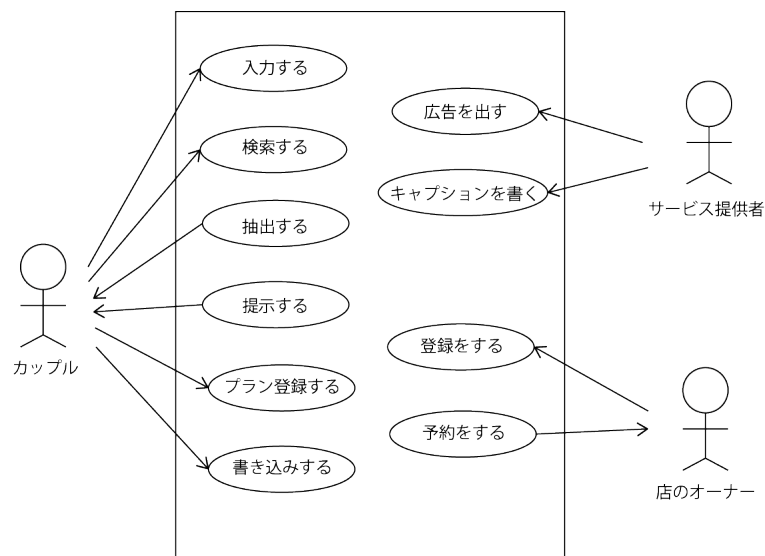 入力する
広告を出す
検索する
キャプションを書く
サービス提供者
抽出する
提示する
カップル
登録をする
プラン登録する
予約をする
書き込みする
店のオーナー